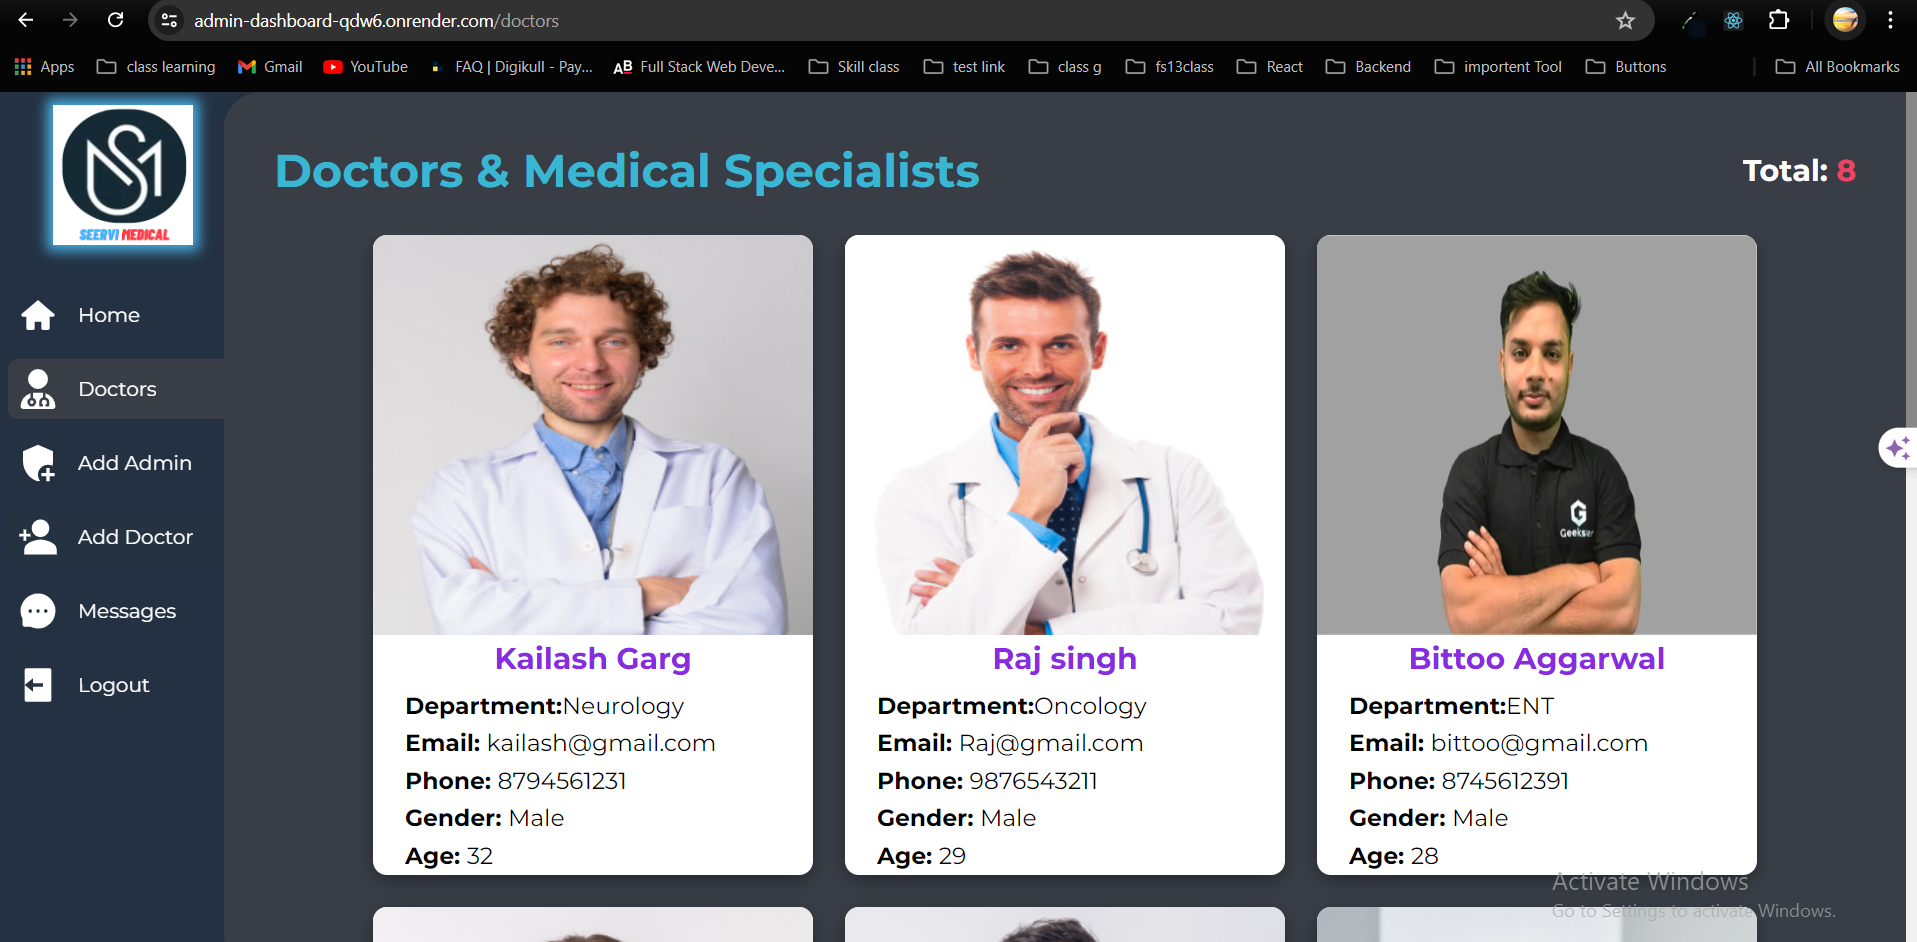 admin-dashboard-qdw6.onrender.com/doctors
Apps class learning Gmail YouTube FAQ | Digikull - Pay... AB Full Stack Web Deve... Skill class test link class g fs13class React Backend importent Tool Buttons All Bookmarks
SM
SEERVI MEDICAL
Home
Doctors
Add Admin
Add Doctor
Messages
Logout
Doctors & Medical Specialists
Total: 8
G
Kailash Garg
Department:Neurology
Email: kailash@gmail.com
Phone: 8794561231
Gender: Male
Age: 32
Raj singh
Department:Oncology
Email: Raj@gmail.com
Phone: 9876543211
Gender: Male
Age: 29
Bittoo Aggarwal
Department:ENT
Email: bittoo@gmail.com
Phone: 8745612391
Gender: Male
Age: 28
Activate Windows
Go to Settings to activate Windows.